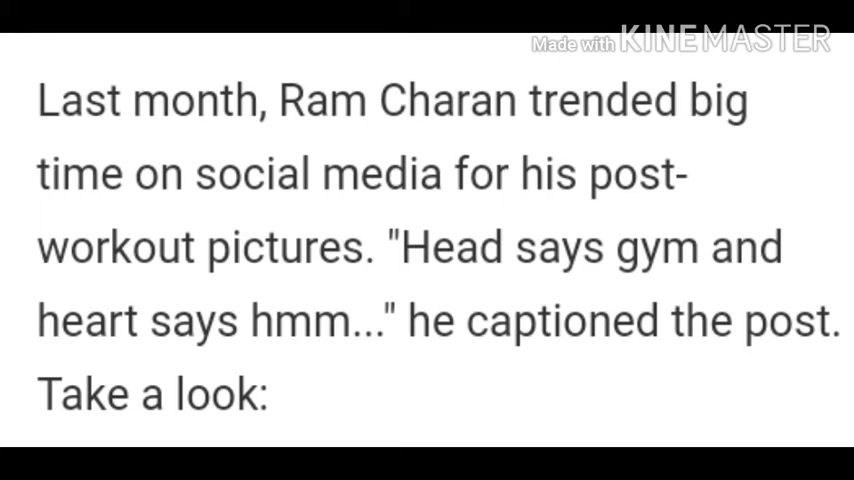 Made with KINEMASTER
Last month, Ram Charan trended big
time on social media for his post-
workout pictures. "Head says gym and
heart says hmm..." he captioned the post.
Take a look: